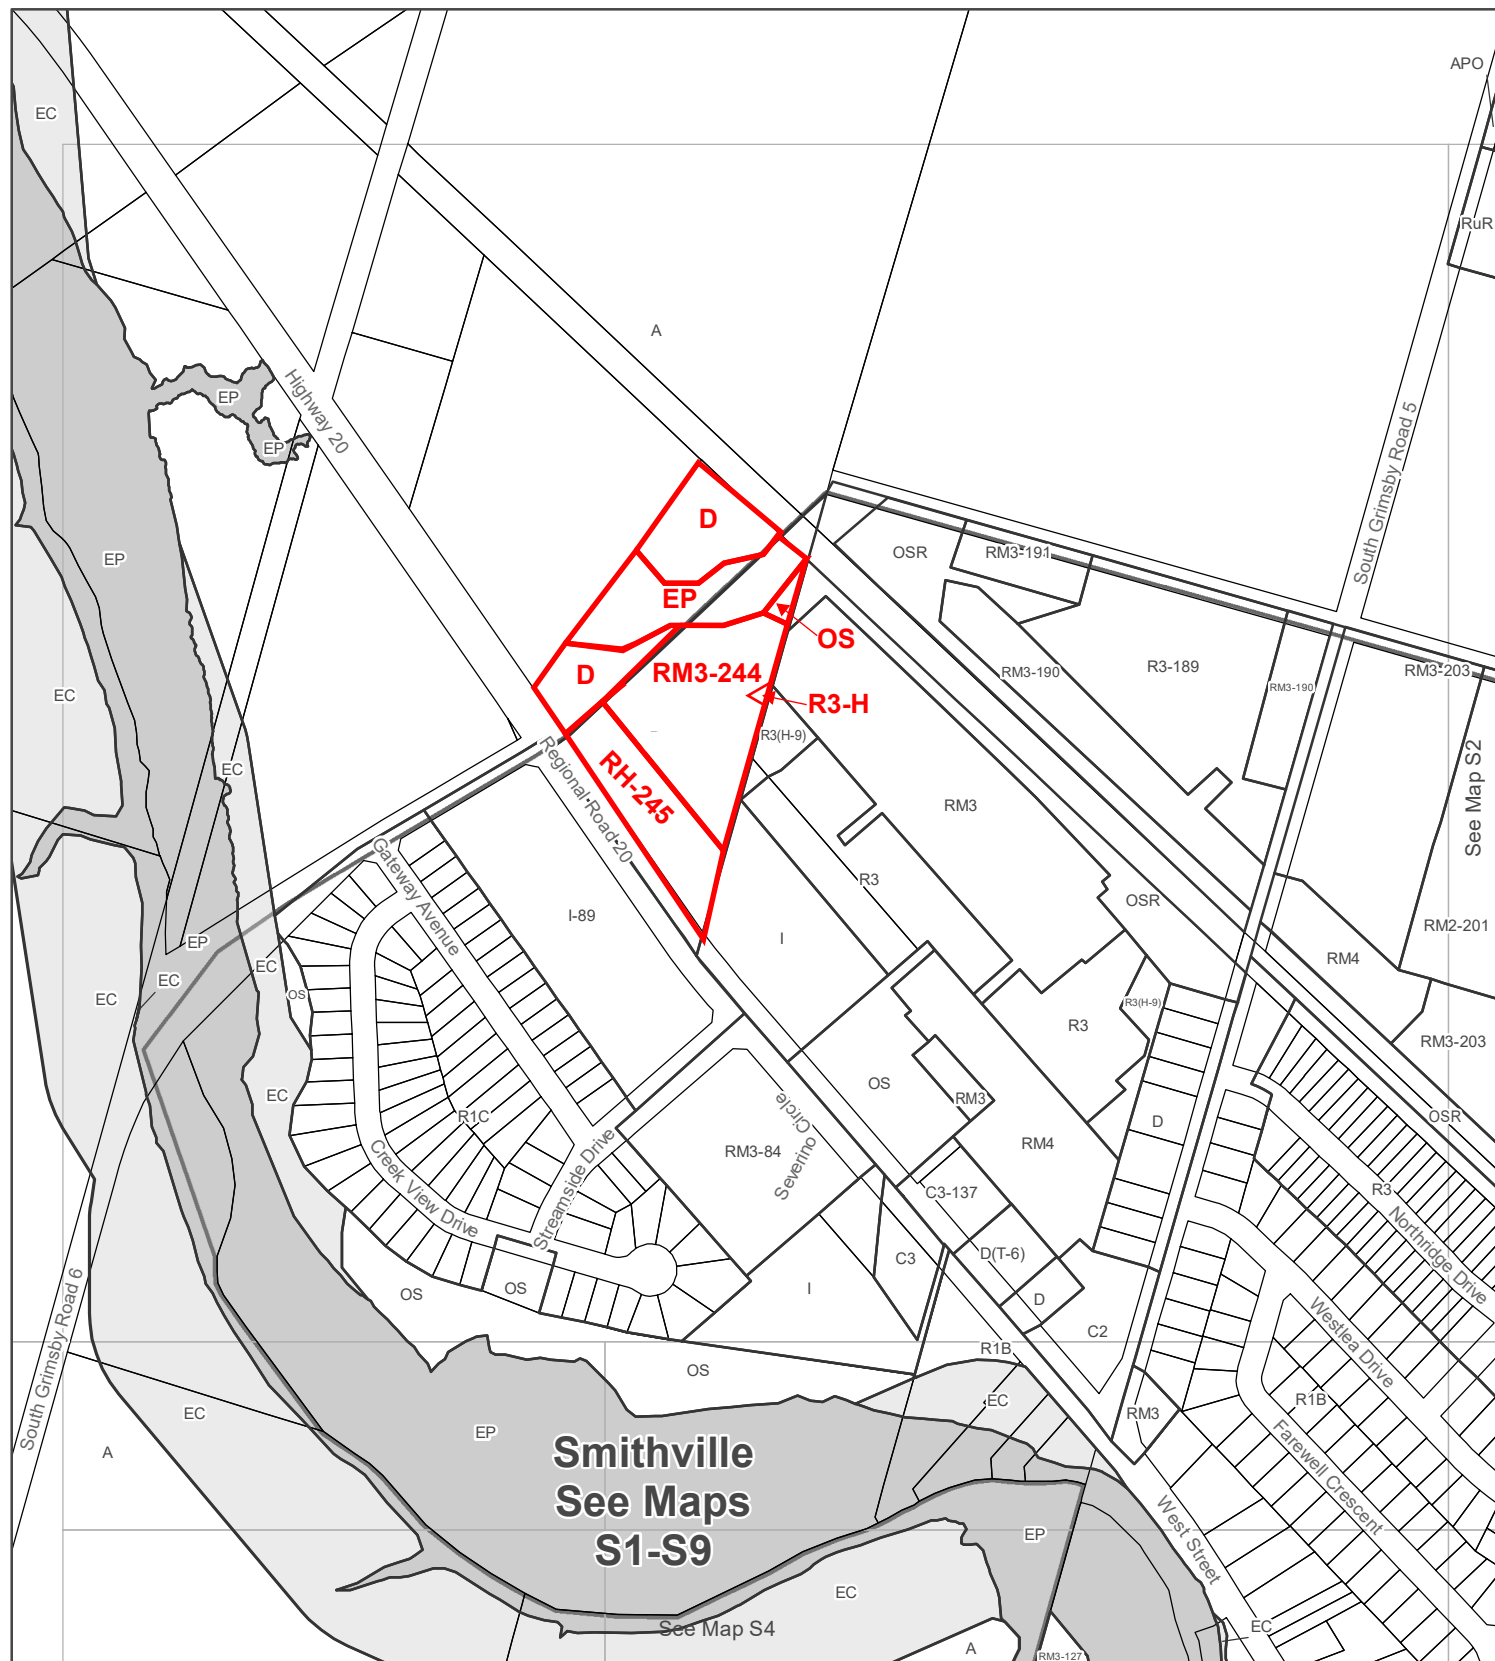 APO
EC
RuR
A
EP
Highway 20
EP
South Grimsby Road 5
D
OSR
RM3-191
EP
EP
OS
RM3-244
D
R3-H
RM3-190
R3-189
RM3-190
RM3-203
EC
R3(H-9)
See Map S2
EC
Regional Road 20
RH-245
RM3
Gateway Avenue
R3
OSR
I-89
I
RM2-201
EP
RM4
EC
EC
EC
OS
R3(H-9)
R3
RM3-203
OS
EC
RM3
R1C
Severino Circle
D
OSR
RM4
Creek View Drive
Streamside Drive
RM3-84
C3-137
R3
Northridge Drive
C3
D(T-6)
OS
OS
I
D
South Grimsby Road 6
C2
Westlea Drive
R1B
OS
EC
R1B
RM3
EC
A
EP
Smithville
See Maps
S1-S9
Farewell Crescent
West Street
EP
EC
See Map S4
EC
A
RM3-127